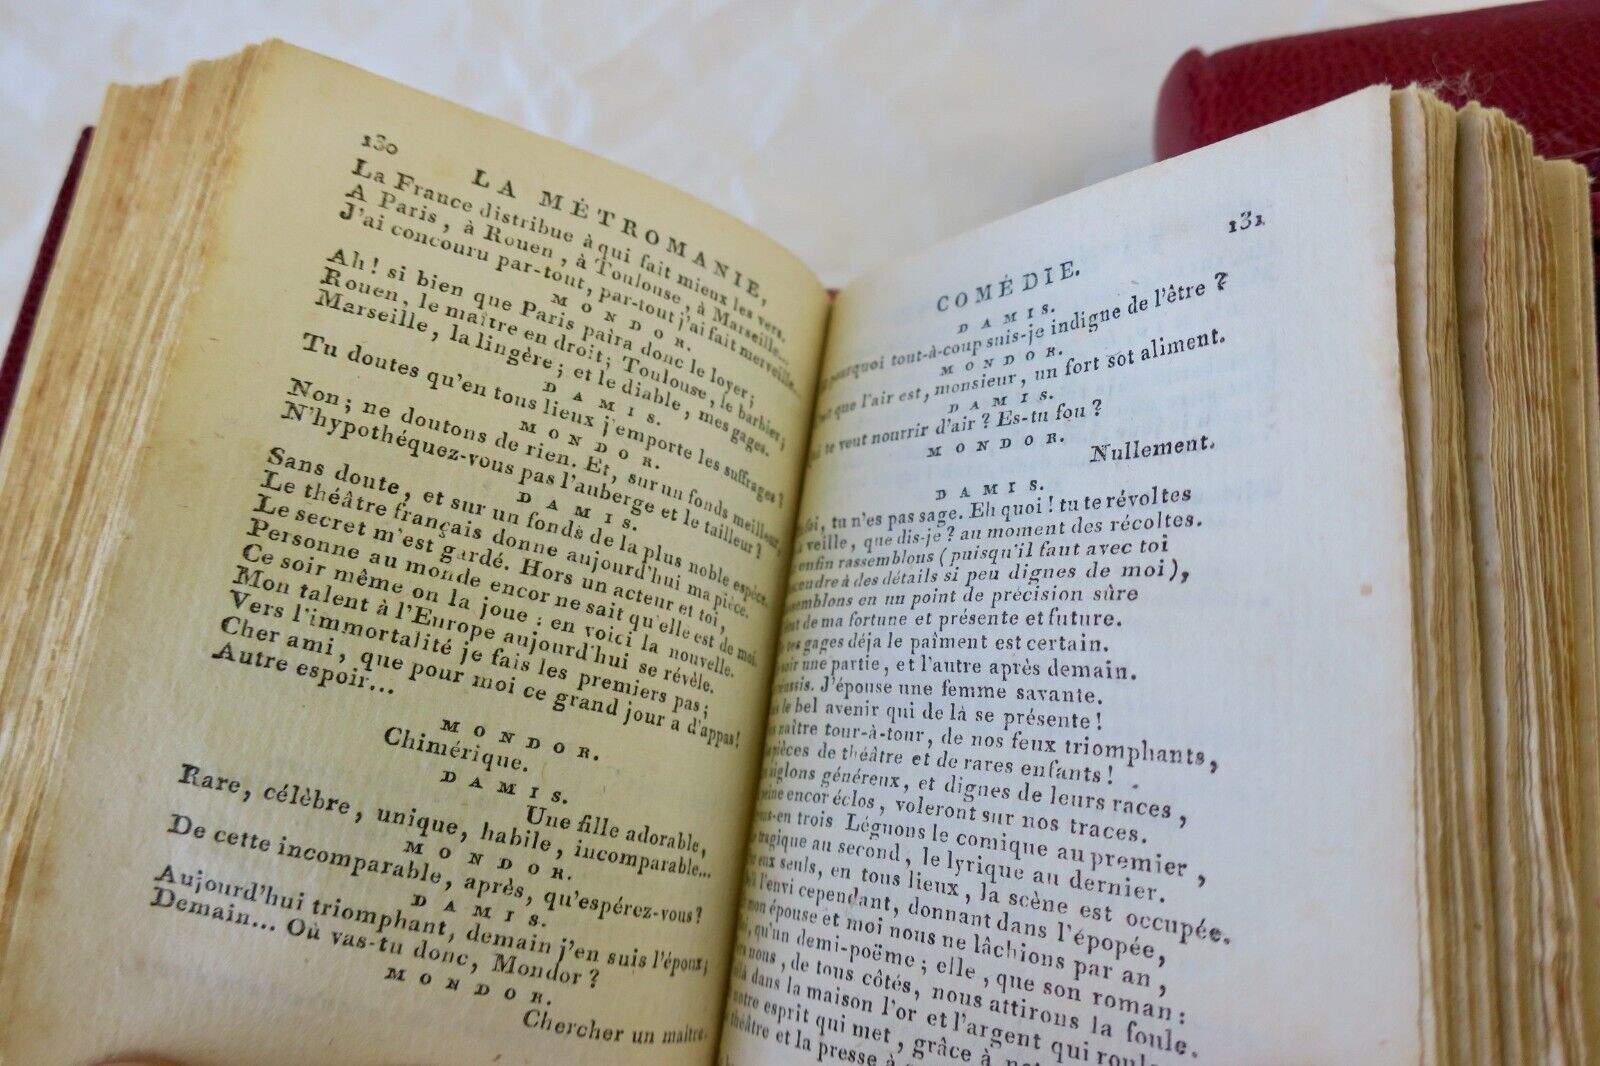 130
LA MÉTROMANIE,
La France distribue à qui fait mieux les vers.
A Paris, à Rouen, à Toulouse, à Marseille...
J'ai concouru par-tout, par-tout j'ai fait merveille...
MONDOR.
Ah! si bien que Paris paîra donc le loyer;
Rouen, le maître en droit; Toulouse, le barbier;
Marseille, la lingère; et le diable, mes gages.
DAMIS.
Tu doutes qu'en tous lieux j'emporte les suffrages?
MONDOR.
Non; ne doutons de rien. Et, sur un fonds meilleur,
N'hypothéquez-vous pas l'auberge et le tailleur?
DAMIS.
Sans doute, et sur un fonds de la plus noble espèce.
Le théâtre français donne aujourd'hui ma pièce.
Le secret m'est gardé. Hors un acteur et toi,
Personne au monde encor ne sait qu'elle est de moi.
Ce soir même on la joue: en voici la nouvelle.
Mon talent à l'Europe aujourd'hui se révèle.
Vers l'immortalité je fais les premiers pas;
Cher ami, que pour moi ce grand jour a d'appas!
Autre espoir...
MONDOR.
Chimérique.
DAMIS.
Une fille adorable,
Rare, célèbre, unique, habile, incomparable...
MONDOR.
De cette incomparable, après, qu'espérez-vous?
DAMIS.
Aujourd'hui triomphant, demain j'en suis l'époux;
Demain... Où vas-tu donc, Mondor?
MONDOR.
Chercher un maître.
131
COMÉDIE.
DAMIS.
pourquoi tout-à-coup suis-je indigne de l'être?
MONDOR.
que l'air est, monsieur, un fort sot aliment.
DAMIS.
te veut nourrir d'air? Es-tu fou?
MONDOR.
Nullement.
DAMIS.
foi, tu n'es pas sage. Eh quoi! tu te révoltes
veille, que dis-je? au moment des récoltes.
enfin rassemblons (puisqu'il faut avec toi
à des détails si peu dignes de moi),
en un point de précision sûre
de ma fortune et présente et future.
gages déja le paîment est certain.
une partie, et l'autre après demain.
J'épouse une femme savante.
le bel avenir qui de là se présente!
naître tour-à-tour, de nos feux triomphants,
pièces de théâtre et de rares enfants!
généreux, et dignes de leurs races,
encor éclos, voleront sur nos traces.
en trois Léguons le comique au premier,
tragique au second, le lyrique au dernier.
eux seuls, en tous lieux, la scène est occupée.
l'envi cependant, donnant dans l'épopée,
mon épouse et moi nous ne lâchions par an,
qu'un demi-poëme; elle, que son roman:
nous, de tous côtés, nous attirons la foule.
dans la maison l'or et l'argent qui
notre esprit qui met, grâce à
théâtre et la presse à